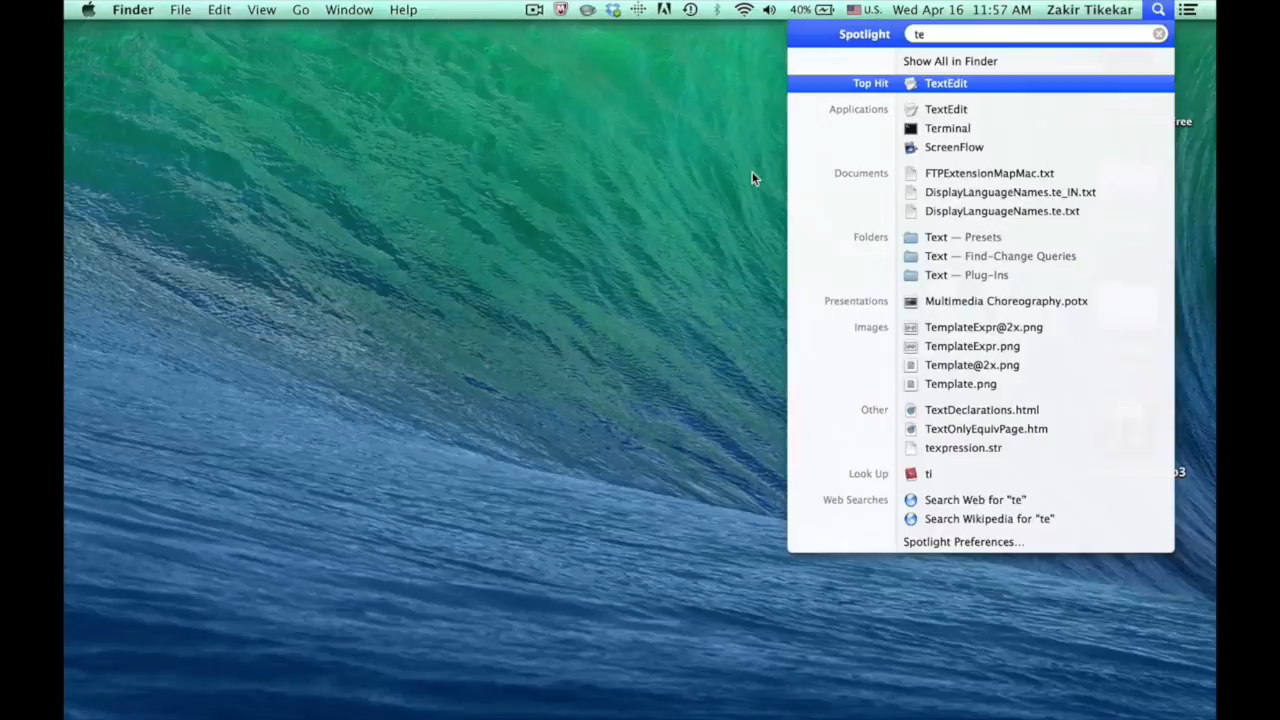 Finder File Edit View Go Window Help 40% U.S. Wed Apr 16 11:57 AM Zakir Tikekar
Spotlight te
Show All in Finder
Top Hit TextEdit
Applications TextEdit
Terminal
ScreenFlow
Documents FTPExtensionMapMac.txt
DisplayLanguageNames.te_IN.txt
DisplayLanguageNames.te.txt
Folders Text — Presets
Text — Find-Change Queries
Text — Plug-Ins
Presentations Multimedia Choreography.potx
Images TemplateExpr@2x.png
TemplateExpr.png
Template@2x.png
Template.png
Other TextDeclarations.html
TextOnlyEquivPage.htm
texpression.str
Look Up ti
Web Searches Search Web for "te"
Search Wikipedia for "te"
Spotlight Preferences...